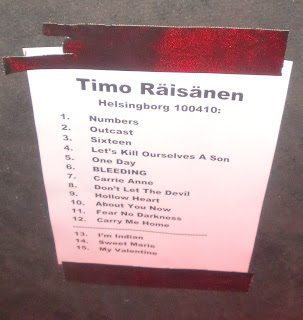 Timo Räisänen
Helsingborg 100410:
1. Numbers
2. Outcast
3. Sixteen
4. Let's Kill Ourselves A Son
5. One Day
6. BLEEDING
7. Carrie Anne
8. Don't Let The Devil
9. Hollow Heart
10. About You Now
11. Fear No Darkness
12. Carry Me Home
13. I'm Indian
14. Sweet Marie
15. My Valentine